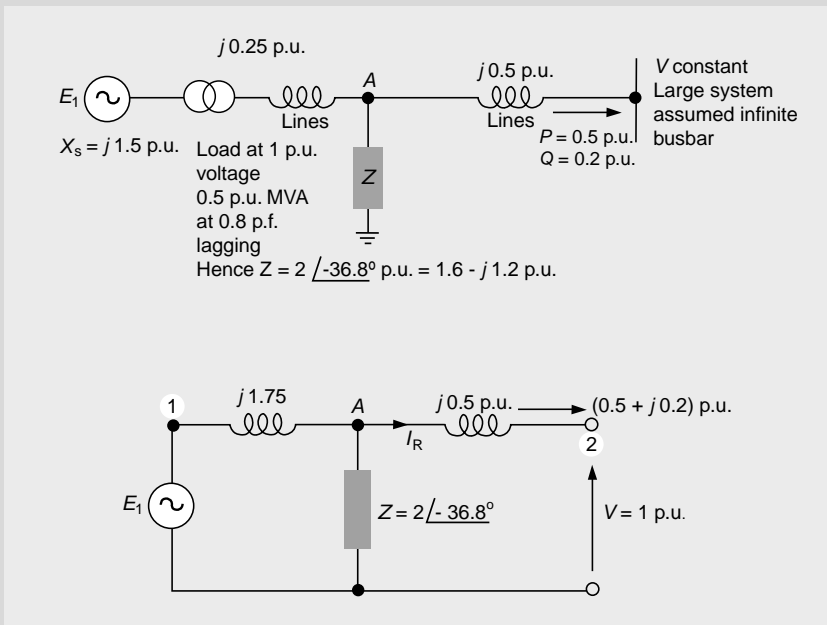 j 0.25 p.u.
E1
Xs = j 1.5 p.u.
Lines
A
j 0.5 p.u.
Lines
P = 0.5 p.u.
Q = 0.2 p.u.
V constant
Large system
assumed infinite
busbar
Load at 1 p.u.
voltage
0.5 p.u. MVA
at 0.8 p.f.
lagging
Hence Z = 2 /-36.8º p.u. = 1.6 - j 1.2 p.u.
Z
1
j 1.75
A
IR
j 0.5 p.u.
(0.5 + j 0.2) p.u.
2
E1
Z = 2/- 36.8º
V = 1 p.u.